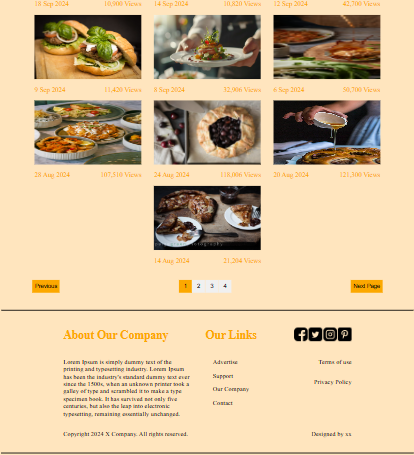 18 Sep 2024 10,909 Views 14 Sep 2024 10,820 Views 12 Sep 2024 42,700 Views
9 Sep 2024 11,420 Views 8 Sep 2024 32,906 Views 6 Sep 2024 50,700 Views
28 Aug 2024 107,510 Views 24 Aug 2024 118,006 Views 20 Aug 2024 121,300 Views
14 Aug 2024 21,204 Views
Previous 1 2 3 4 Next Page
About Our Company Our Links
Lorem Ipsum is simply dummy text of the
printing and typesetting industry. Lorem Ipsum
has been the industry's standard dummy text ever
since the 1500s, when an unknown printer took a
galley of type and scrambled it to make a type
specimen book. It has survived not only five
centuries, but also the leap into electronic
typesetting, remaining essentially unchanged.
Advertise
Support
Our Company
Contact
Terms of use
Privacy Policy
Copyright 2024 X Company. All rights reserved. Designed by xx